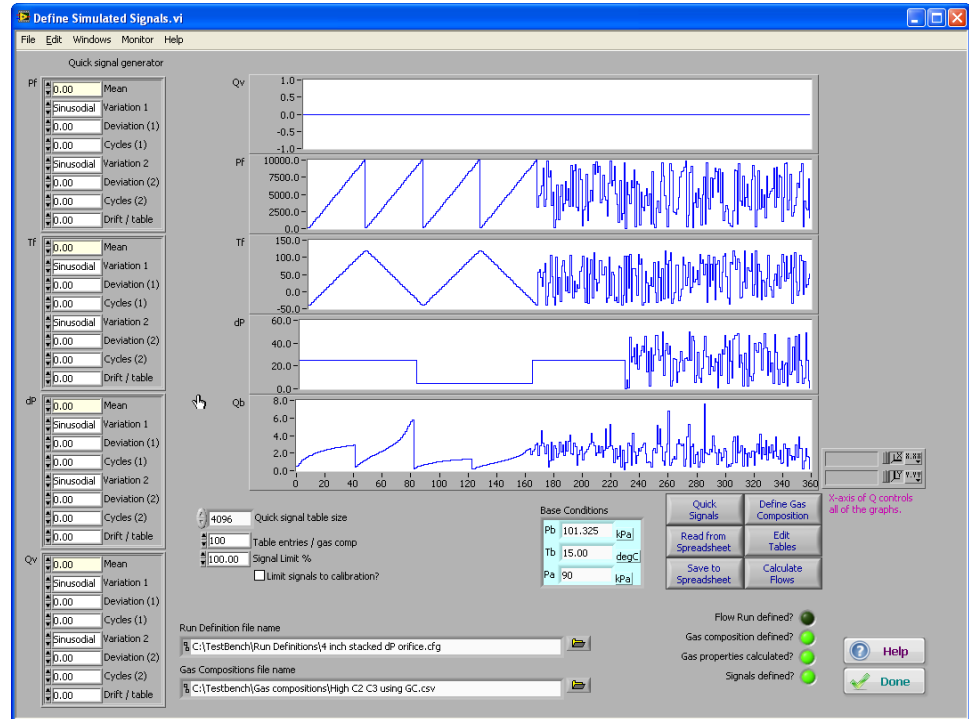 Define Simulated Signals.vi
File Edit Windows Monitor Help
Quick signal generator
Pf
0.00 Mean
Sinusodial Variation 1
0.00 Deviation (1)
0.00 Cycles (1)
Sinusodial Variation 2
0.00 Deviation (2)
0.00 Cycles (2)
0.00 Drift / table
Tf
0.00 Mean
Sinusodial Variation 1
0.00 Deviation (1)
0.00 Cycles (1)
Sinusodial Variation 2
0.00 Deviation (2)
0.00 Cycles (2)
0.00 Drift / table
dP
0.00 Mean
Sinusodial Variation 1
0.00 Deviation (1)
0.00 Cycles (1)
Sinusodial Variation 2
0.00 Deviation (2)
0.00 Cycles (2)
0.00 Drift / table
Qv
0.00 Mean
Sinusodial Variation 1
0.00 Deviation (1)
0.00 Cycles (1)
Sinusodial Variation 2
0.00 Deviation (2)
0.00 Cycles (2)
0.00 Drift / table
Qv
1.0
0.5
0.0
-0.5
-1.0
Pf
10000.0
7500.0
5000.0
2500.0
0.0
Tf
150.0
100.0
50.0
0.0
-50.0
dP
60.0
40.0
20.0
0.0
Qb
8.0
6.0
4.0
2.0
0.0
0 20 40 60 80 100 120 140 160 180 200 220 240 260 280 300 320 340 360
X X.XX
Y Y.YY
X-axis of Q controls
all of the graphs.
4096 Quick signal table size
100 Table entries / gas comp
100.00 Signal Limit %
Limit signals to calibration?
Base Conditions
Pb 101.325 kPa
Tb 15.00 degC
Pa 90 kPa
Quick Signals
Define Gas Composition
Read from Spreadsheet
Edit Tables
Save to Spreadsheet
Calculate Flows
Run Definition file name
C:\TestBench\Run Definitions\4 inch stacked dP orifice.cfg
Gas Compositions file name
C:\Testbench\Gas compositions\High C2 C3 using GC.csv
Flow Run defined?
Gas composition defined?
Gas properties calculated?
Signals defined?
Help
Done